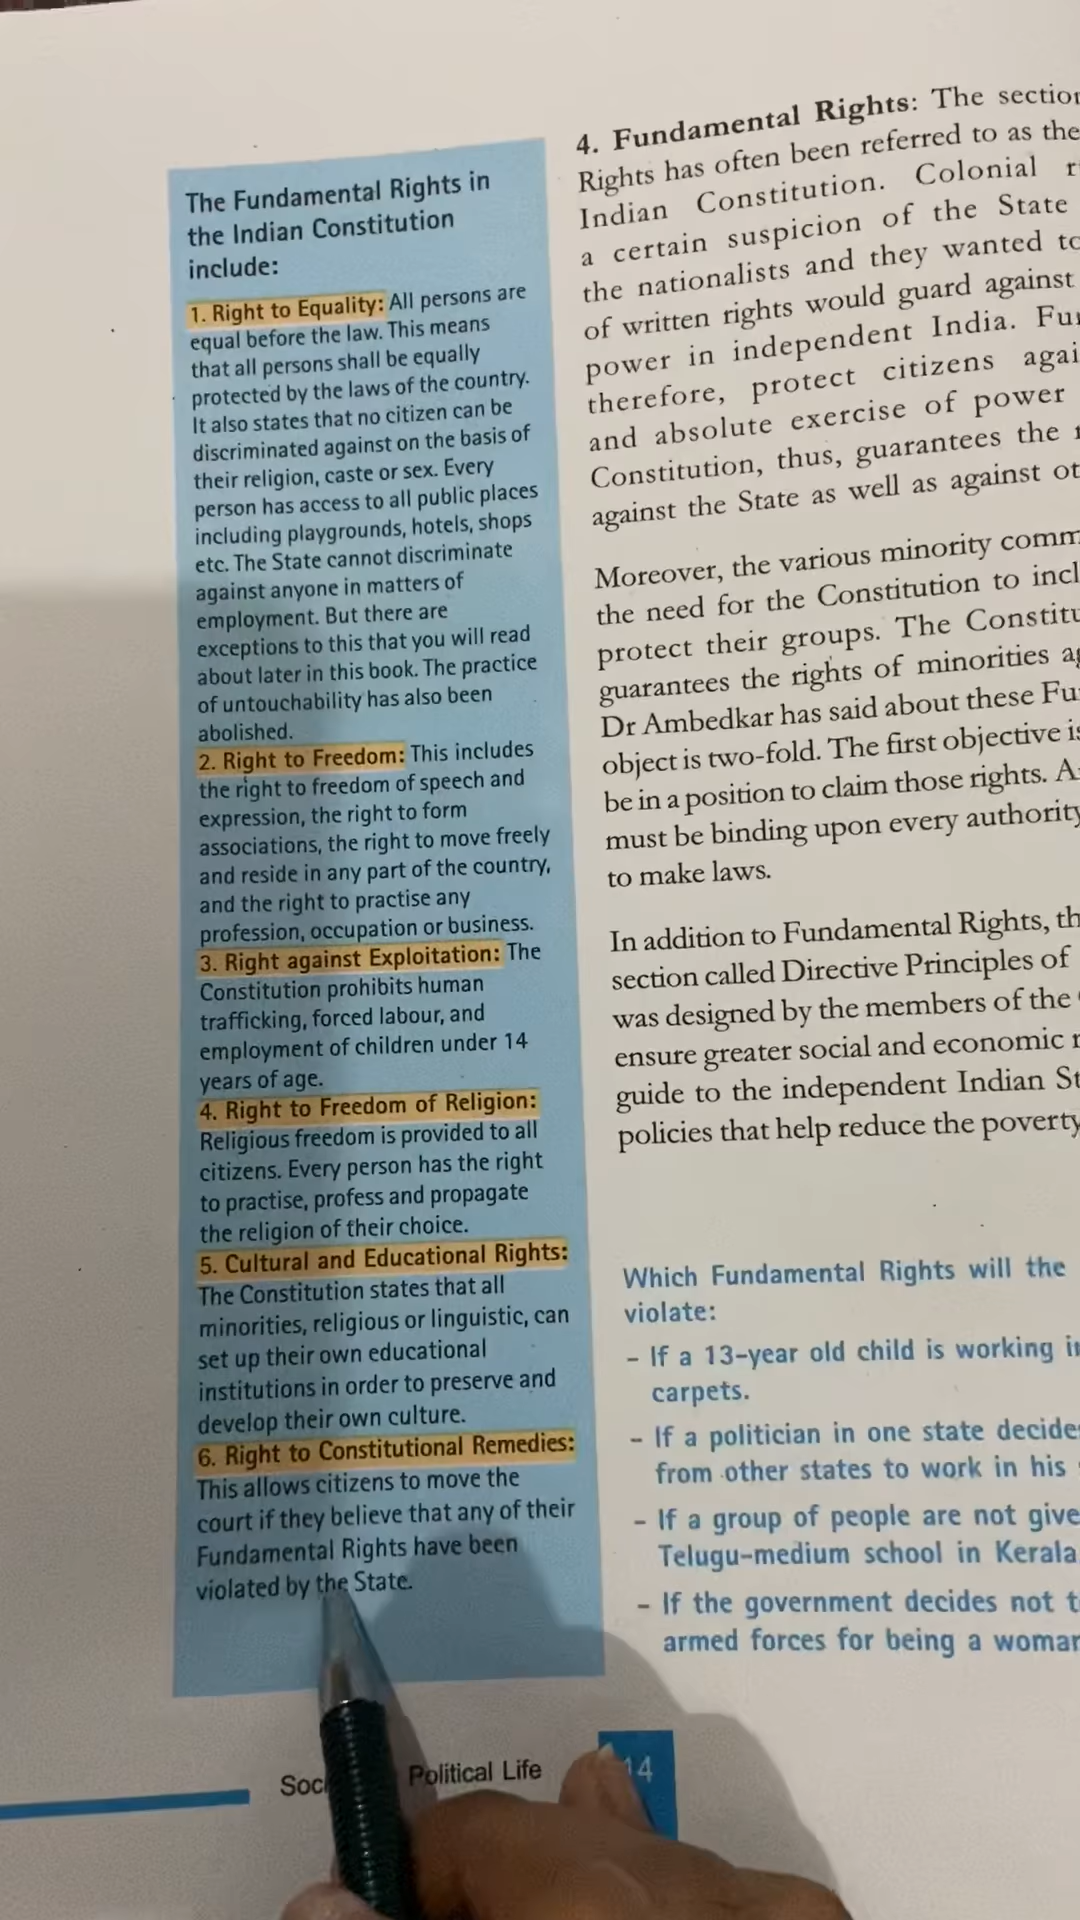 The Fundamental Rights in
the Indian Constitution
include:
1. Right to Equality: All persons are
equal before the law. This means
that all persons shall be equally
protected by the laws of the country.
It also states that no citizen can be
discriminated against on the basis of
their religion, caste or sex. Every
person has access to all public places
including playgrounds, hotels, shops
etc. The State cannot discriminate
against anyone in matters of
employment. But there are
exceptions to this that you will read
about later in this book. The practice
of untouchability has also been
abolished.
2. Right to Freedom: This includes
the right to freedom of speech and
expression, the right to form
associations, the right to move freely
and reside in any part of the country,
and the right to practise any
profession, occupation or business.
3. Right against Exploitation: The
Constitution prohibits human
trafficking, forced labour, and
employment of children under 14
years of age.
4. Right to Freedom of Religion:
Religious freedom is provided to all
citizens. Every person has the right
to practise, profess and propagate
the religion of their choice.
5. Cultural and Educational Rights:
The Constitution states that all
minorities, religious or linguistic, can
set up their own educational
institutions in order to preserve and
develop their own culture.
6. Right to Constitutional Remedies:
This allows citizens to move the
court if they believe that any of their
Fundamental Rights have been
violated by the State.
4. Fundamental Rights: The section
Rights has often been referred to as the
Indian Constitution. Colonial
a certain suspicion of the State
the nationalists and they wanted to
of written rights would guard against
power in independent India.
therefore, protect citizens
and absolute exercise of power
Constitution, thus, guarantees the
against the State as well as against
Moreover, the various minority
the need for the Constitution to
protect their groups. The
guarantees the rights of minorities
Dr Ambedkar has said about these
object is two-fold. The first objective is
be in a position to claim those rights.
must be binding upon every authority
to make laws.
In addition to Fundamental Rights,
section called Directive Principles of
was designed by the members of the
ensure greater social and economic
guide to the independent Indian
policies that help reduce the poverty
Which Fundamental Rights will the
violate:
- If a 13-year old child is working
carpets.
- If a politician in one state
from other states to work in his
- If a group of people are not
Telugu-medium school in Kerala
- If the government decides not
armed forces for being a woman
Political Life
14